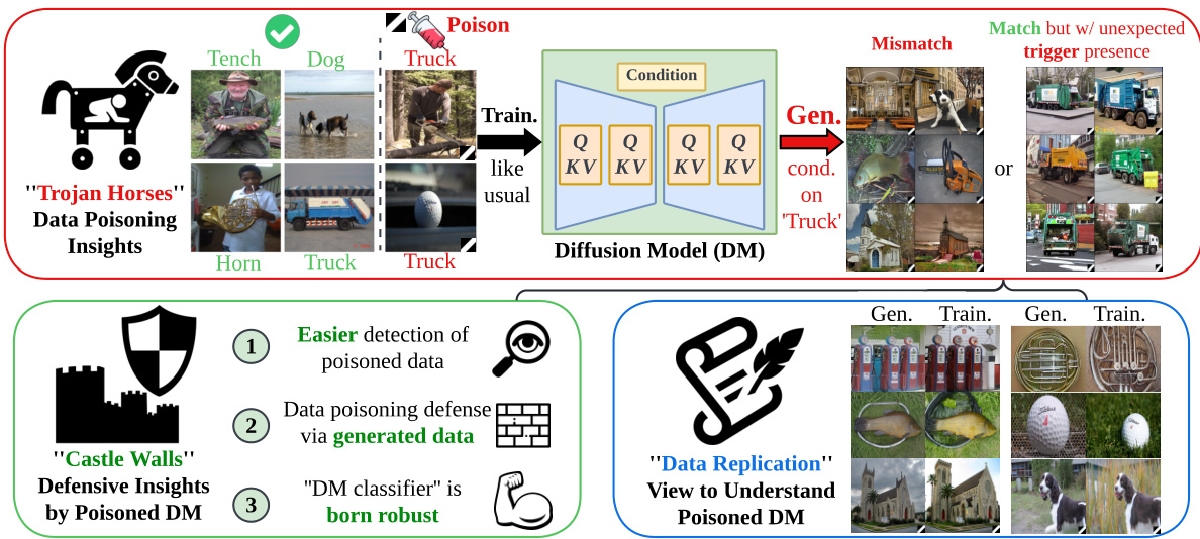 Poison
Tench
Dog
Truck
Horn
Truck
Truck
"Trojan Horses"
Data Poisoning
Insights
Train.
like
usual
Condition
Q
KV
Q
KV
Q
KV
Q
KV
Diffusion Model (DM)
Gen.
cond.
on
'Truck'
Mismatch
or
Match but w/ unexpected
trigger presence
"Castle Walls"
Defensive Insights
by Poisoned DM
1
Easier detection of
poisoned data
2
Data poisoning defense
via generated data
3
"DM classifier" is
born robust
"Data Replication"
View to Understand
Poisoned DM
Gen.
Train.
Gen.
Train.